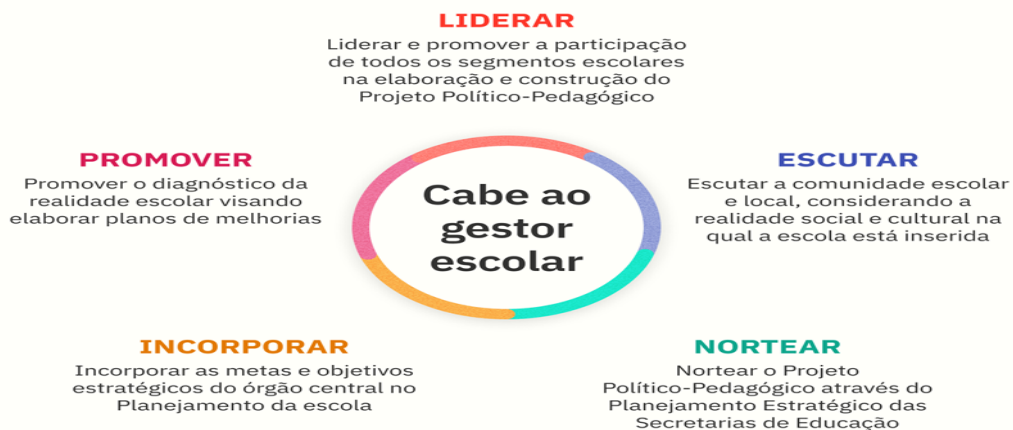 LIDERAR
Liderar e promover a participação
de todos os segmentos escolares
na elaboração e construção do
Projeto Político-Pedagógico
PROMOVER
Promover o diagnóstico da
realidade escolar visando
elaborar planos de melhorias
Cabe ao
gestor
escolar
ESCUTAR
Escutar a comunidade escolar
e local, considerando a
realidade social e cultural na
qual a escola está inserida
INCORPORAR
Incorporar as metas e objetivos
estratégicos do órgão central no
Planejamento da escola
NORTEAR
Nortear o Projeto
Político-Pedagógico através do
Planejamento Estratégico das
Secretarias de Educação